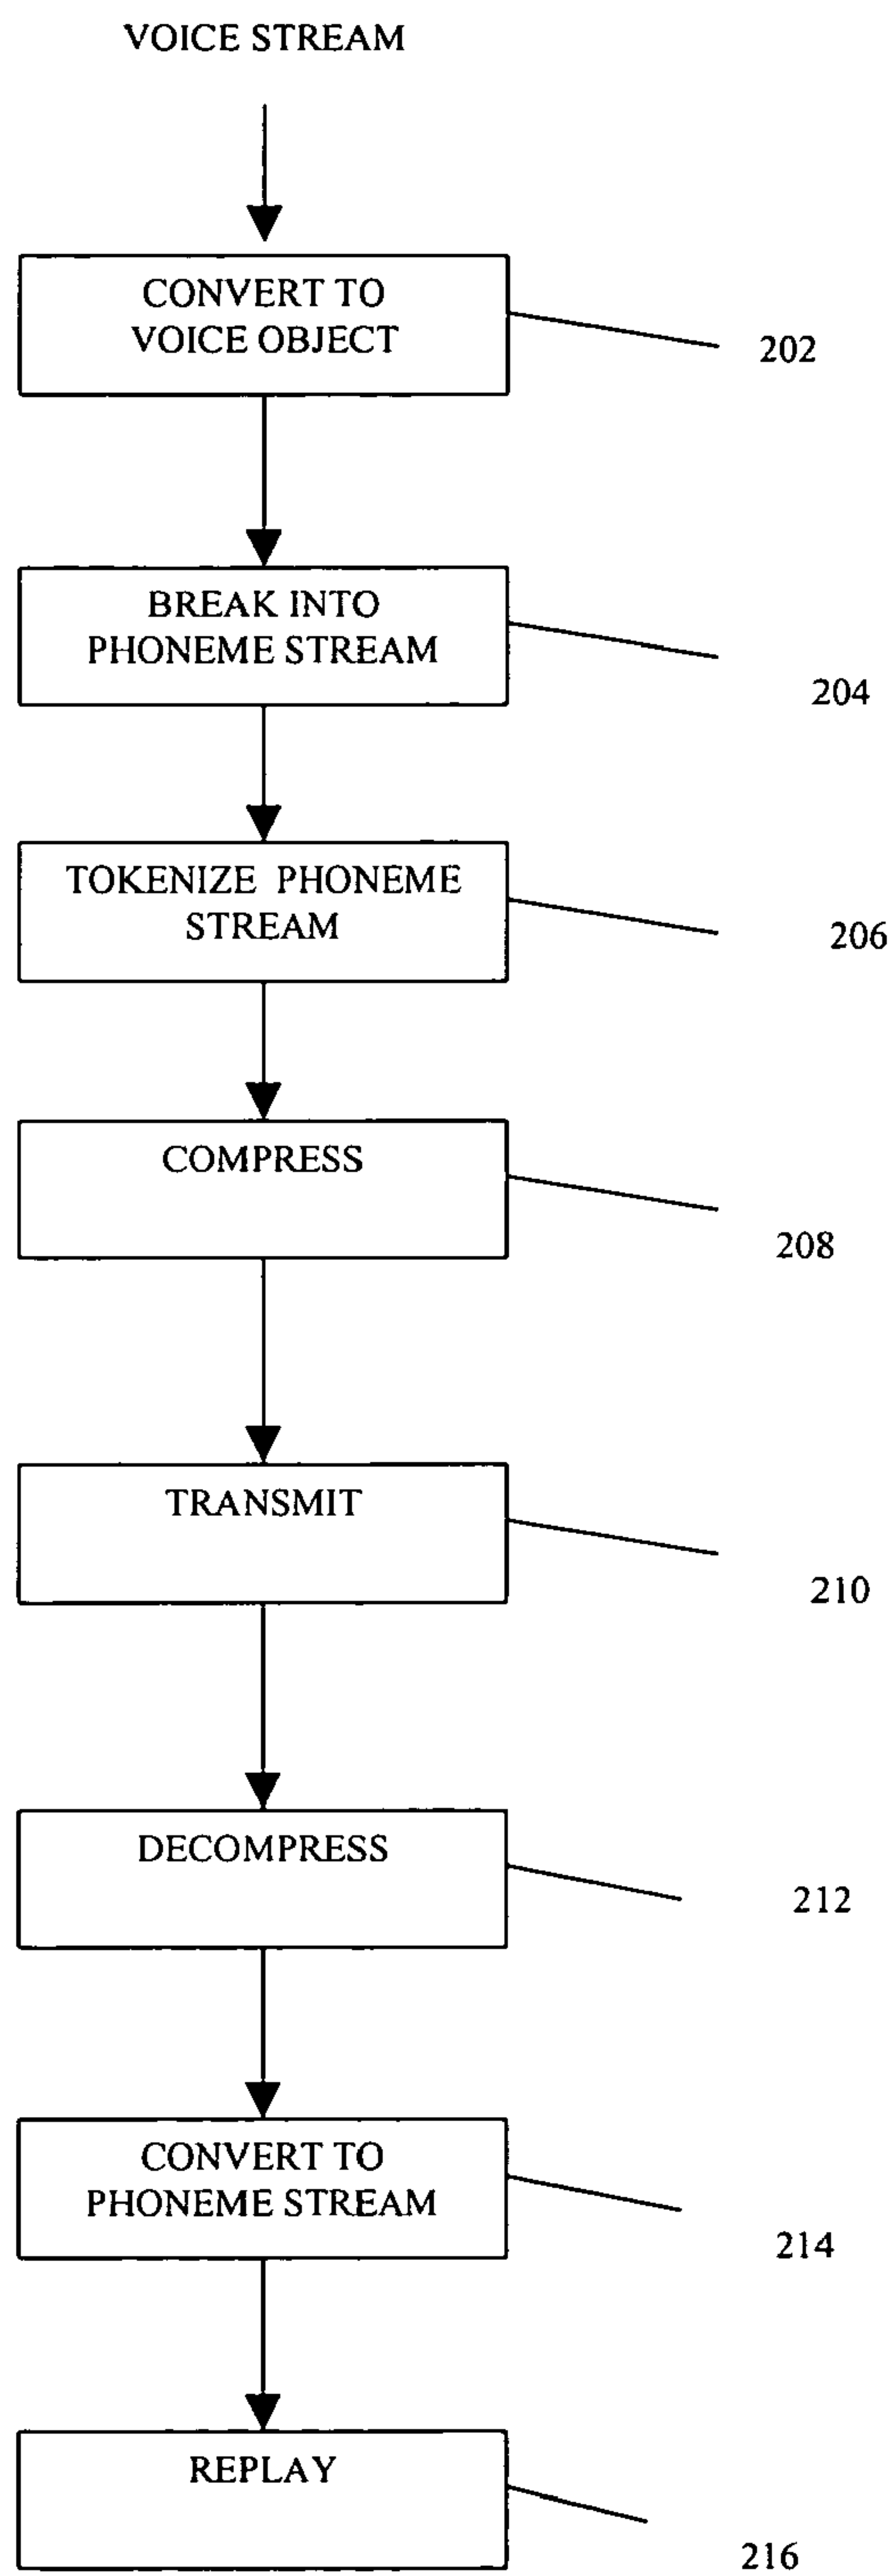 VOICE STREAM
CONVERT TO
VOICE OBJECT
202
BREAK INTO
PHONEME STREAM
204
TOKENIZE PHONEME
STREAM
206
COMPRESS
208
TRANSMIT
210
DECOMPRESS
212
CONVERT TO
PHONEME STREAM
214
REPLAY
216